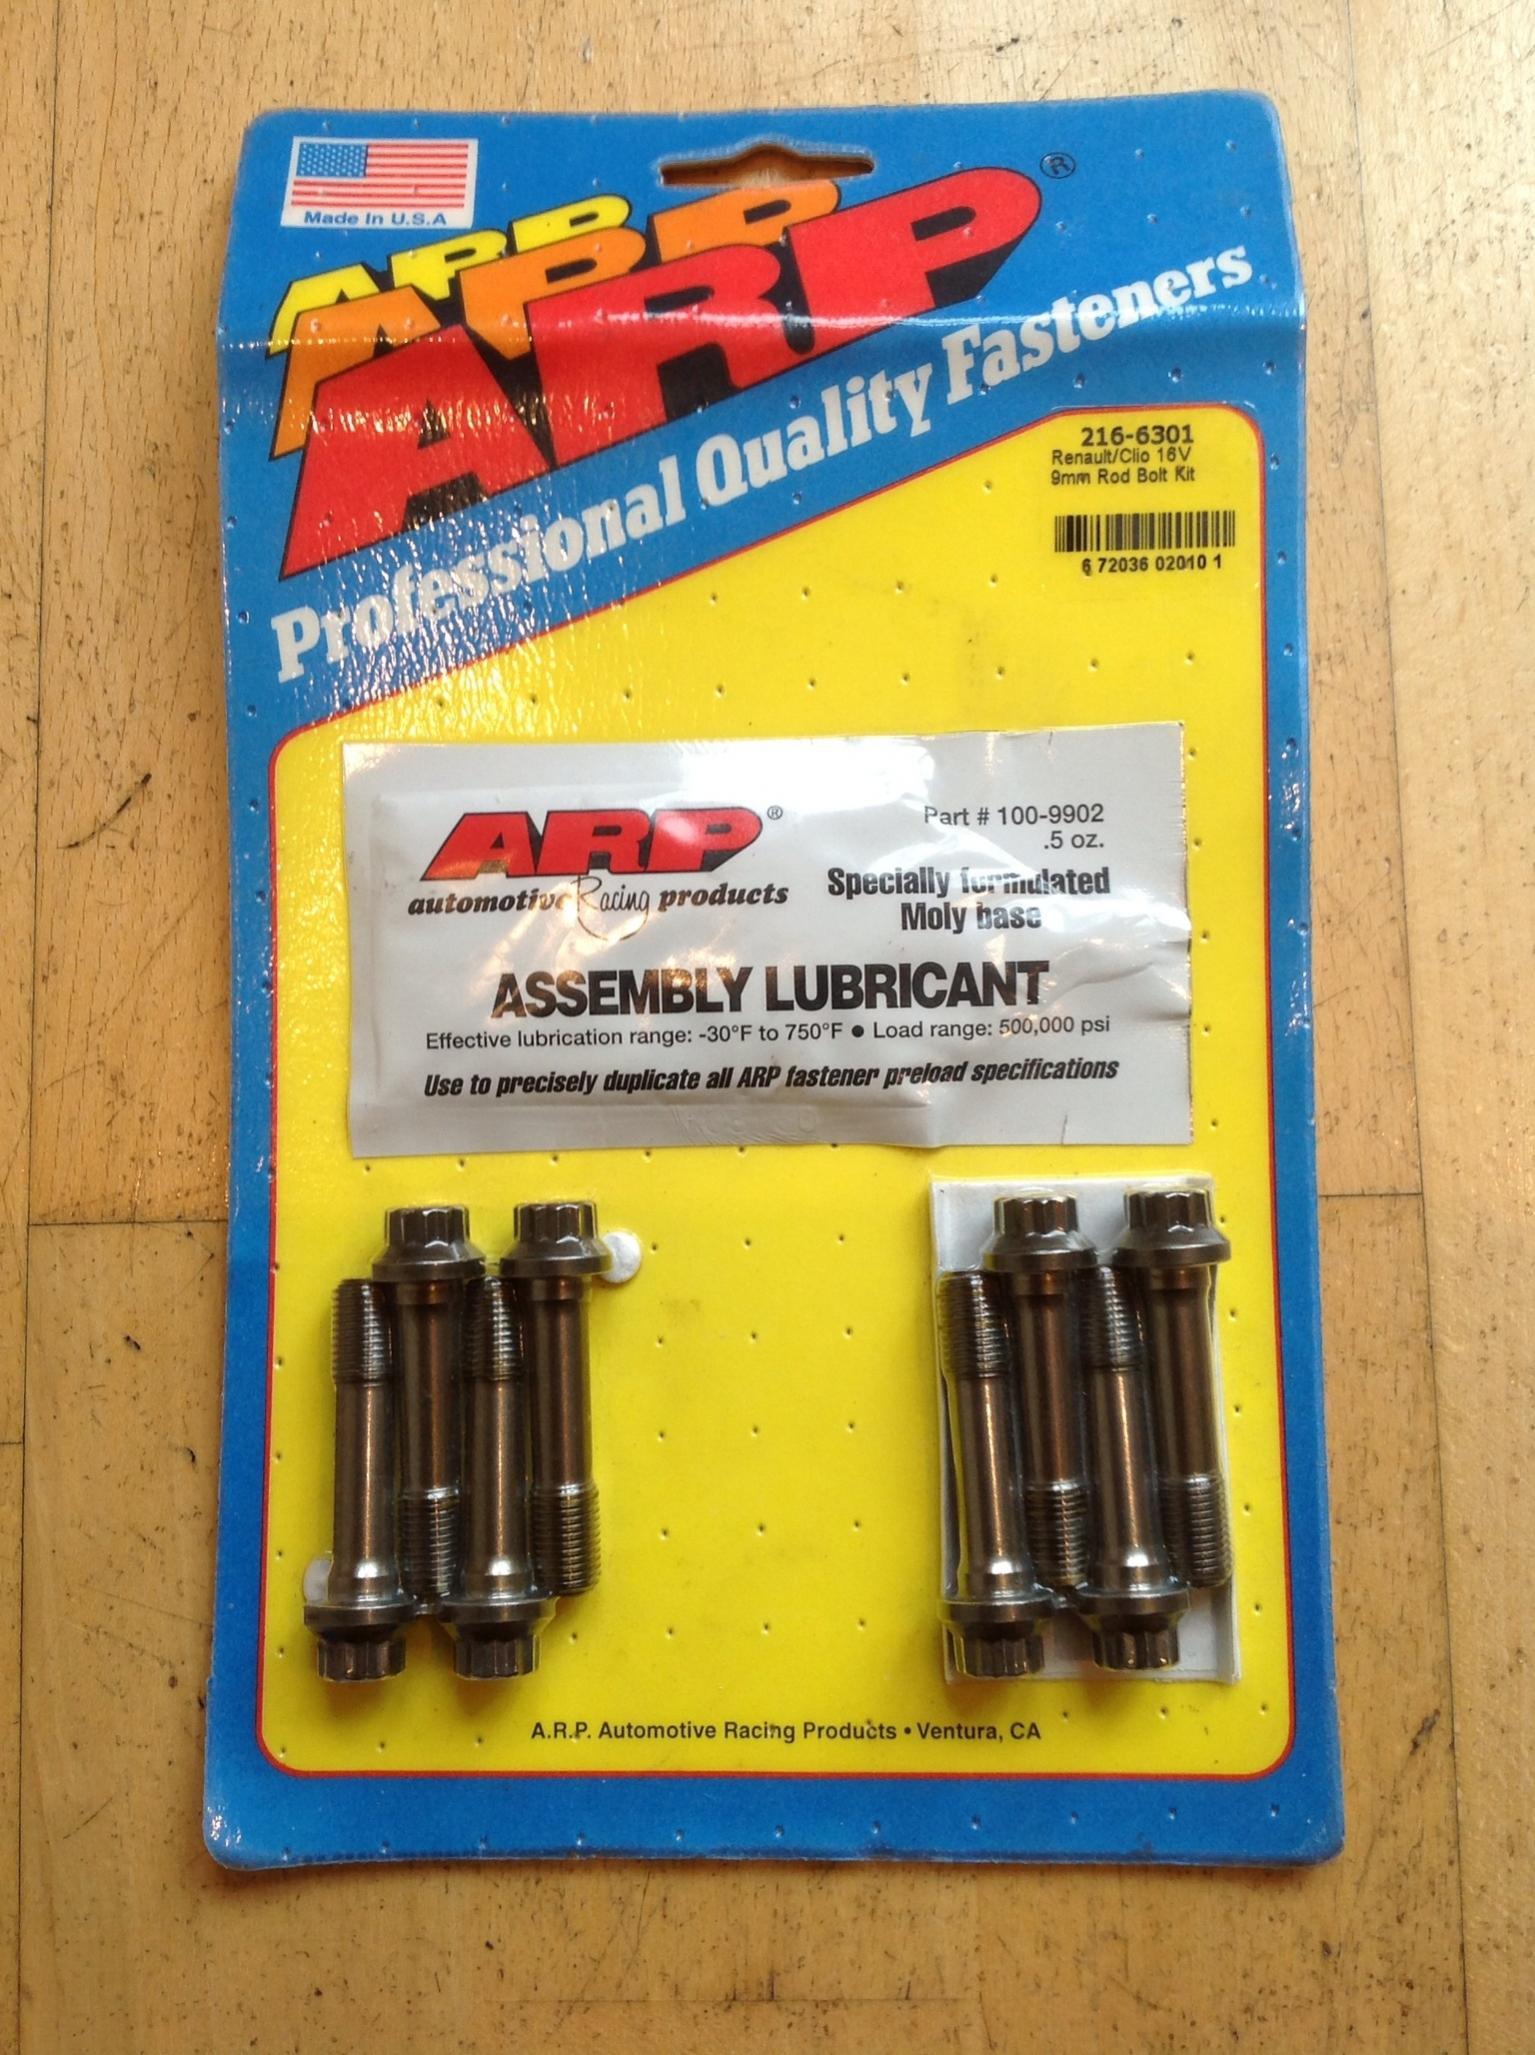 Made In U.S.A
ARP
ARP
ARP®
Professional Quality Fasteners
216-6301
Renault/Clio 16V
9mm Rod Bolt Kit
6 72036 02010 1
ARP®
automotive Racing products
Part # 100-9902
.5 oz.
Specially formulated
Moly base
ASSEMBLY LUBRICANT
Effective lubrication range: -30°F to 750°F ● Load range: 500,000 psi
Use to precisely duplicate all ARP fastener preload specifications
A.R.P. Automotive Racing Products • Ventura, CA